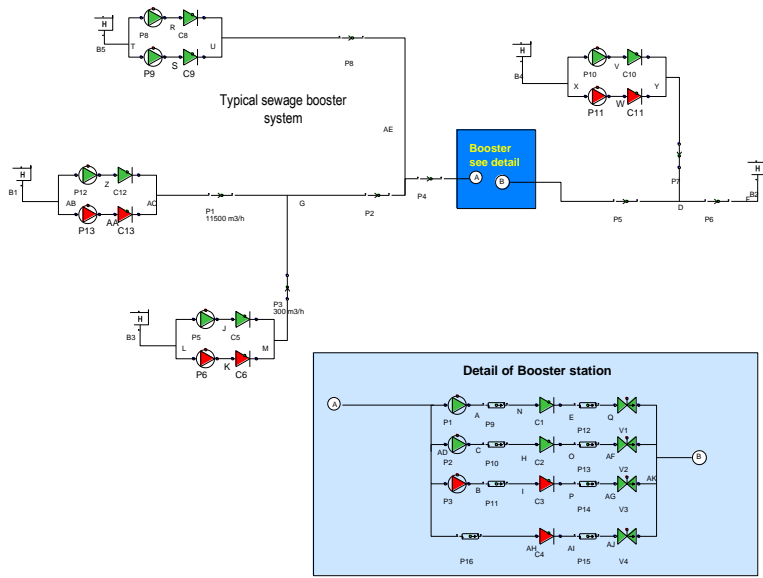 H
B5
P8
R
C8
T
U
P9
S
C9
P8
Typical sewage booster
system
AE
H
B4
P10
V
C10
X
Y
W
P11
C11
P7
H
B2
F
H
B1
P12
Z
C12
AB
AC
AA
P13
C13
P1
11500 m3/h
G
P2
P4
Booster
see detail
A
B
P5
D
P6
P3
300 m3/h
H
B3
P5
J
C5
L
M
P6
K
C6
Detail of Booster station
A
P1
A
P9
N
C1
E
P12
Q
V1
AD
P2
C
P10
H
C2
O
P13
AF
V2
B
AK
P3
B
P11
I
C3
P
P14
AG
V3
P16
AH
C4
AI
P15
AJ
V4